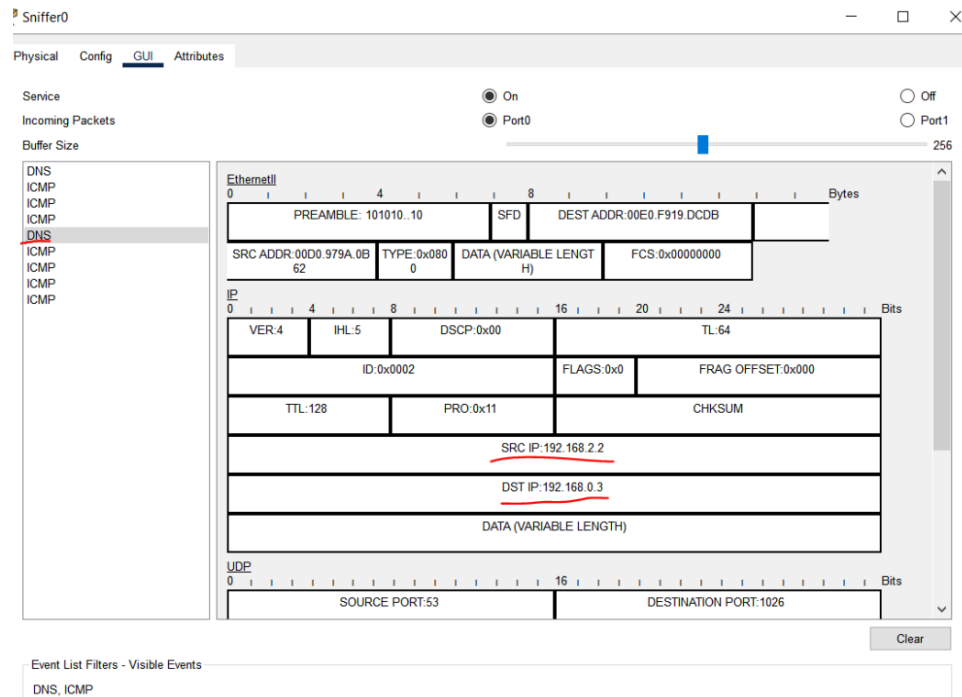 Sniffer0
Physical Config GUI Attributes
Service On Off
Incoming Packets Port0 Port1
Buffer Size 256
DNS
ICMP
ICMP
ICMP
DNS
ICMP
ICMP
ICMP
ICMP
EthernetII
0 4 8 Bytes
PREAMBLE: 101010..10 SFD DEST ADDR:00E0.F919.DCDB
SRC ADDR:00D0.979A.0B
62
TYPE:0x080
0
DATA (VARIABLE LENGT
H)
FCS:0x00000000
IP
0 4 8 16 20 24 Bits
VER:4 IHL:5 DSCP:0x00 TL:64
ID:0x0002 FLAGS:0x0 FRAG OFFSET:0x000
TTL:128 PRO:0x11 CHKSUM
SRC IP:192.168.2.2
DST IP:192.168.0.3
DATA (VARIABLE LENGTH)
UDP
0 16 Bits
SOURCE PORT:53 DESTINATION PORT:1026
Clear
Event List Filters - Visible Events
DNS, ICMP